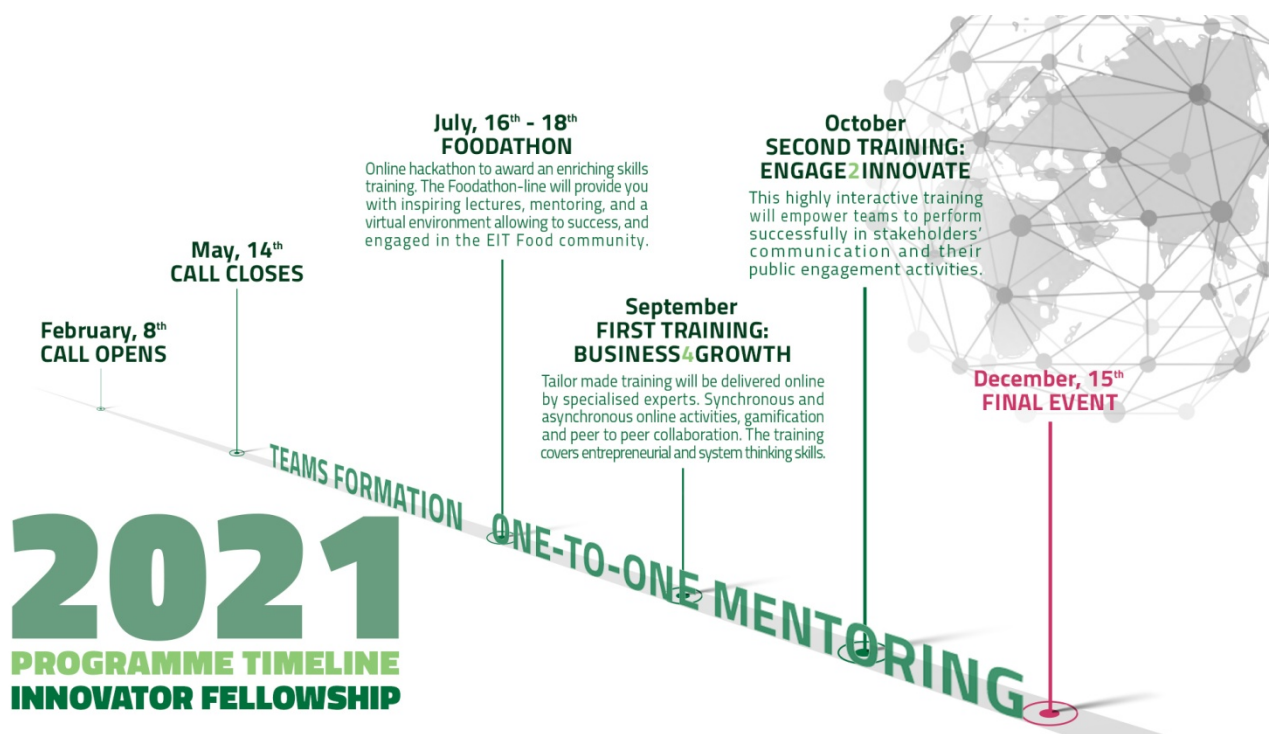 February, 8th
CALL OPENS
May, 14th
CALL CLOSES
July, 16th - 18th
FOODATHON
Online hackathon to award an enriching skills
training. The Foodathon-line will provide you
with inspiring lectures, mentoring, and a
virtual environment allowing to success, and
engaged in the EIT Food community.
September
FIRST TRAINING:
BUSINESS4GROWTH
Tailor made training will be delivered online
by specialised experts. Synchronous and
asynchronous online activities, gamification
and peer to peer collaboration. The training
covers entrepreneurial and system thinking skills.
October
SECOND TRAINING:
ENGAGE2INNOVATE
This highly interactive training
will empower teams to perform
successfully in stakeholders'
communication and their
public engagement activities.
December, 15th
FINAL EVENT
TEAMS FORMATION
ONE-TO-ONE MENTORING
2021
PROGRAMME TIMELINE
INNOVATOR FELLOWSHIP